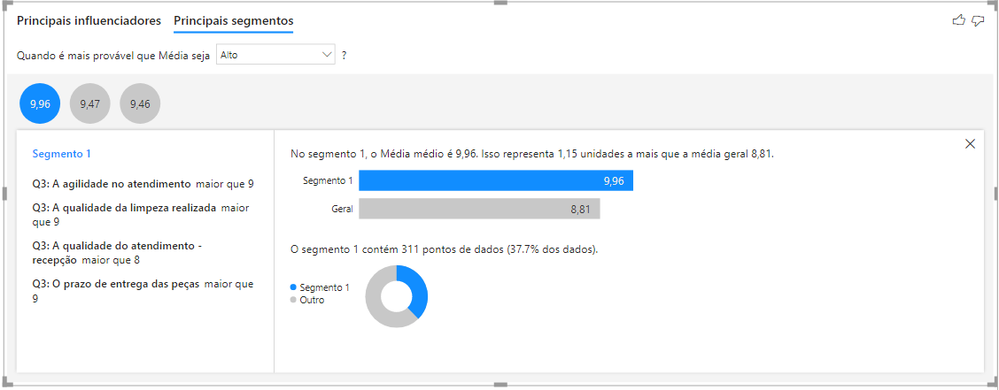 Principais influenciadores Principais segmentos
Quando é mais provável que Média seja Alto ?
9,96 9,47 9,46
Segmento 1
Q3: A agilidade no atendimento maior que 9
Q3: A qualidade da limpeza realizada maior
que 9
Q3: A qualidade do atendimento -
recepção maior que 8
Q3: O prazo de entrega das peças maior que
9
No segmento 1, o Média médio é 9,96. Isso representa 1,15 unidades a mais que a média geral 8,81.
Segmento 1 9,96
Geral 8,81
O segmento 1 contém 311 pontos de dados (37.7% dos dados).
Segmento 1
Outro